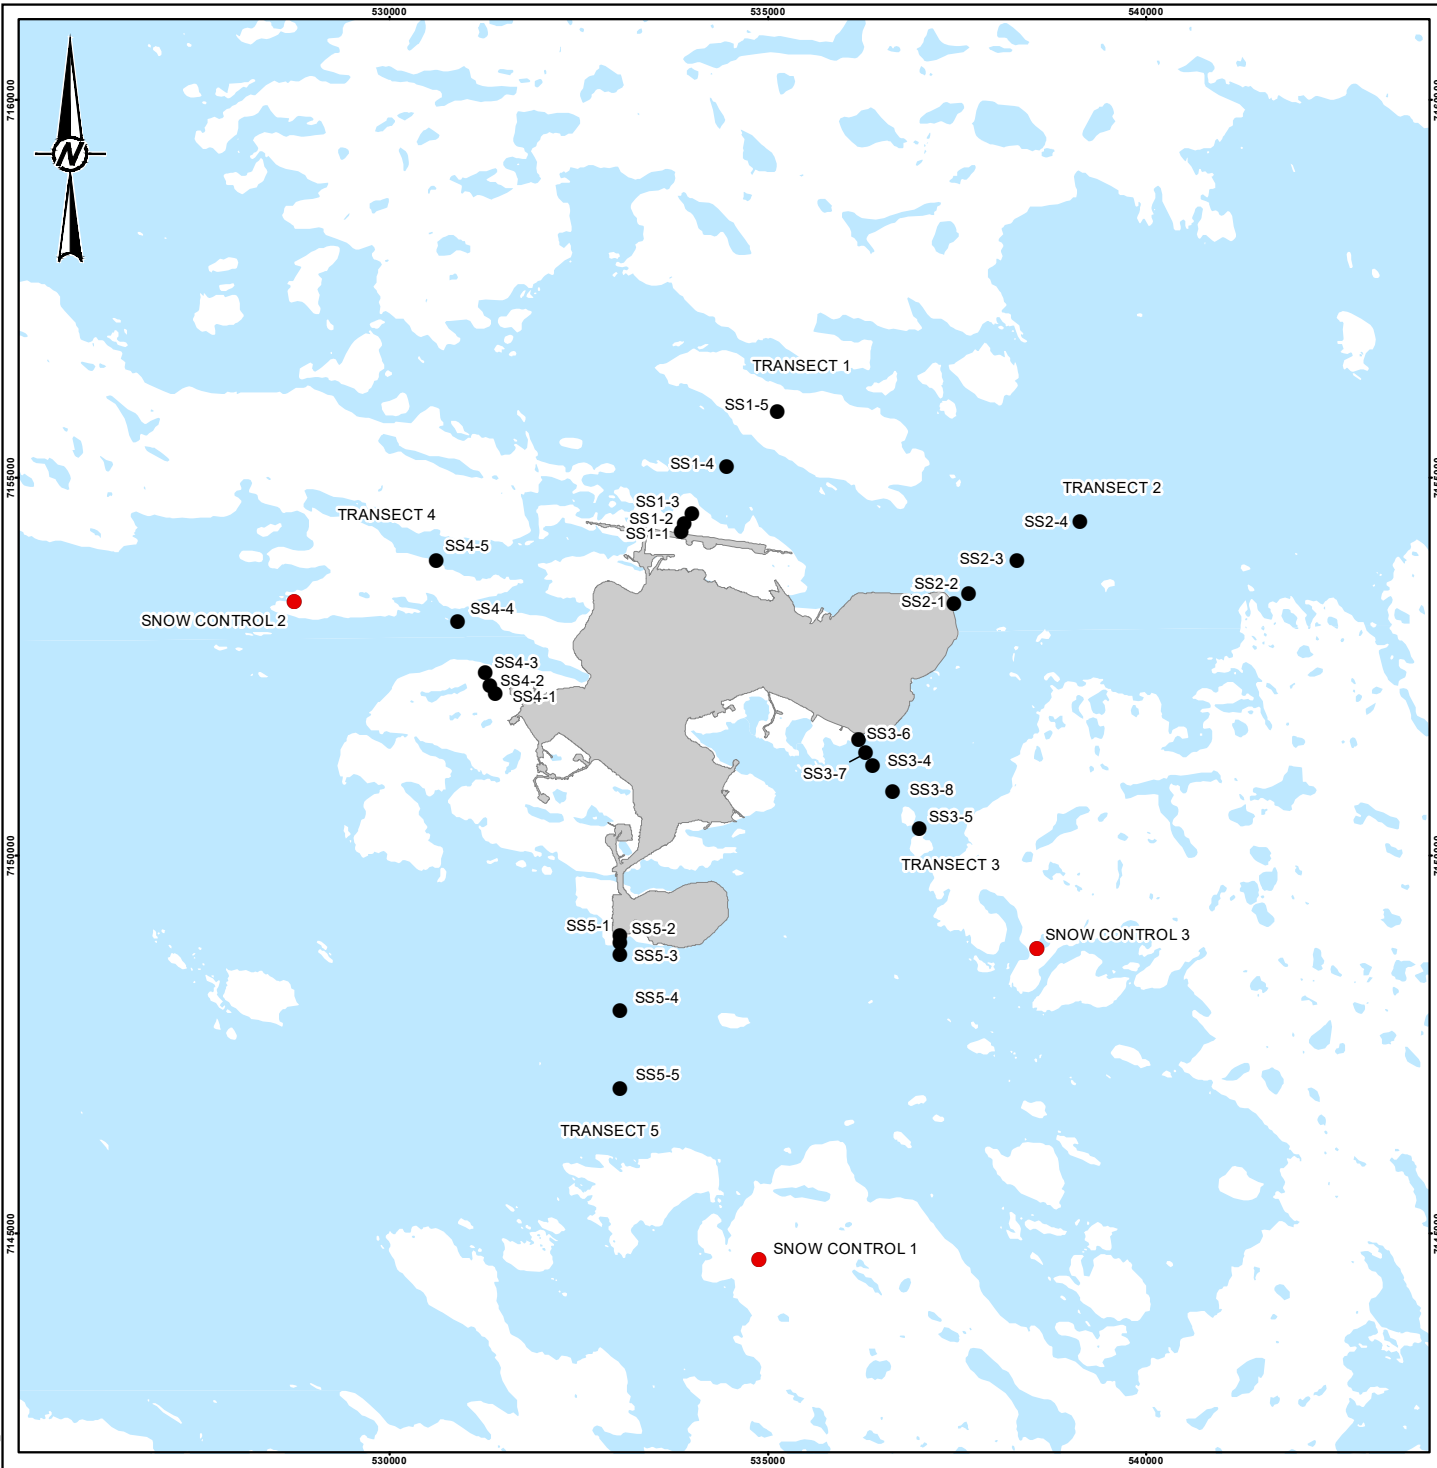 530000
535000
540000
7160000
7160000
N
TRANSECT 1
SS1-5
SS1-4
7155000
7155000
TRANSECT 2
SS1-3
TRANSECT 4
SS1-2
SS2-4
SS1-1
SS4-5
SS2-3
SS2-2
SS2-1
SS4-4
SNOW CONTROL 2
SS4-3
SS4-2
SS4-1
SS3-6
SS3-4
SS3-7
SS3-8
SS3-5
7150000
7150000
TRANSECT 3
SS5-1
SS5-2
SNOW CONTROL 3
SS5-3
SS5-4
SS5-5
TRANSECT 5
7145000
7145000
SNOW CONTROL 1
530000
535000
540000